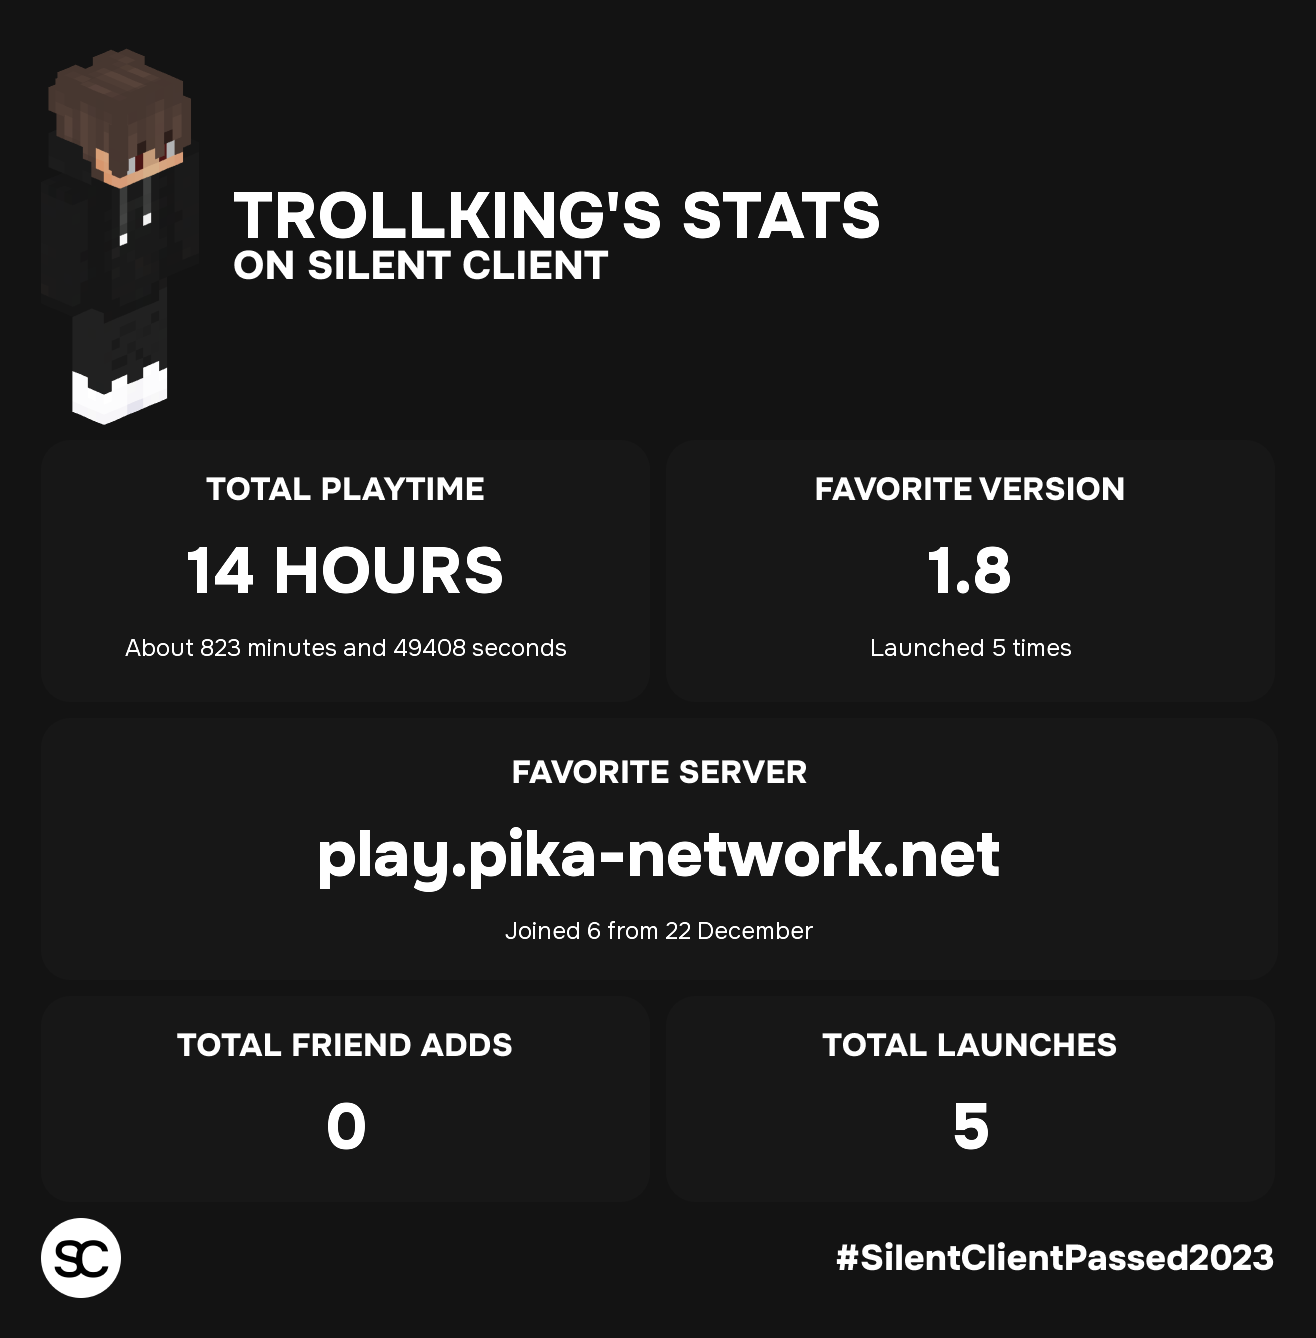 TROLLKING'S STATS
ON SILENT CLIENT
TOTAL PLAYTIME
14 HOURS
About 823 minutes and 49408 seconds
FAVORITE VERSION
1.8
Launched 5 times
FAVORITE SERVER
play.pika-network.net
Joined 6 from 22 December
TOTAL FRIEND ADDS
0
TOTAL LAUNCHES
5
SC
#SilentClientPassed2023